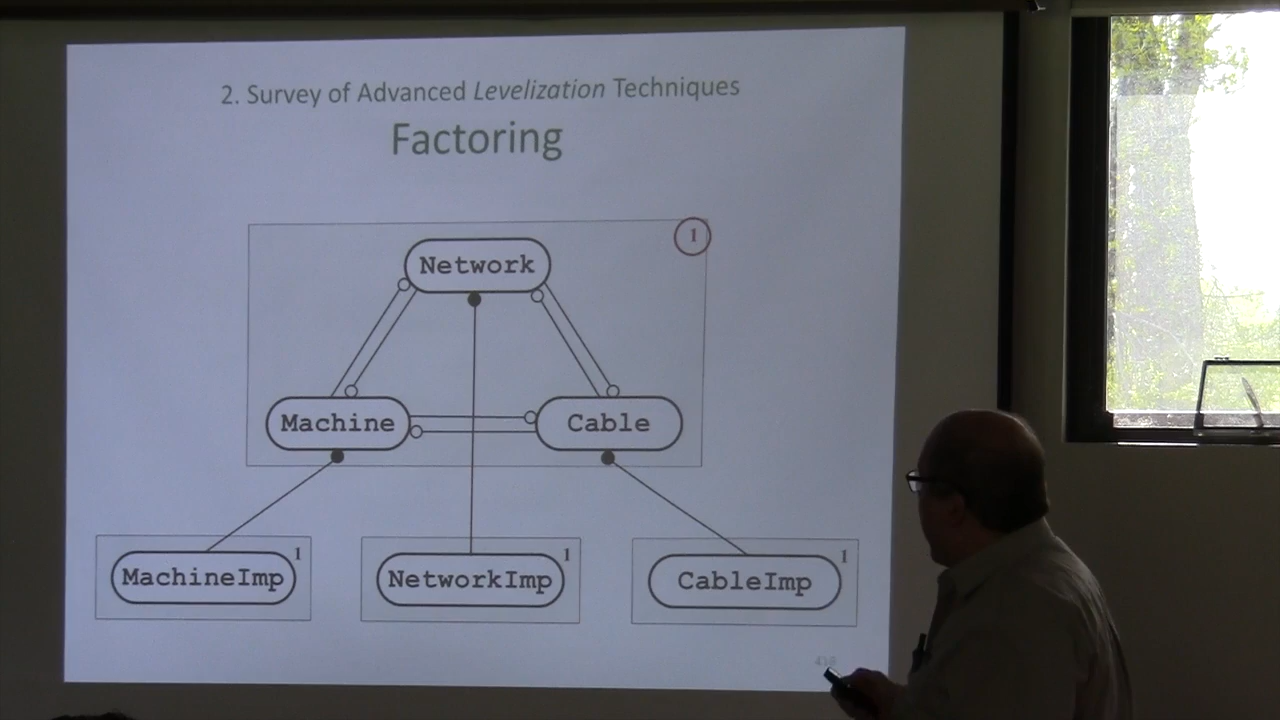 2. Survey of Advanced Levelization Techniques
Factoring
1
Network
Machine
Cable
1
1
1
MachineImp
NetworkImp
CableImp